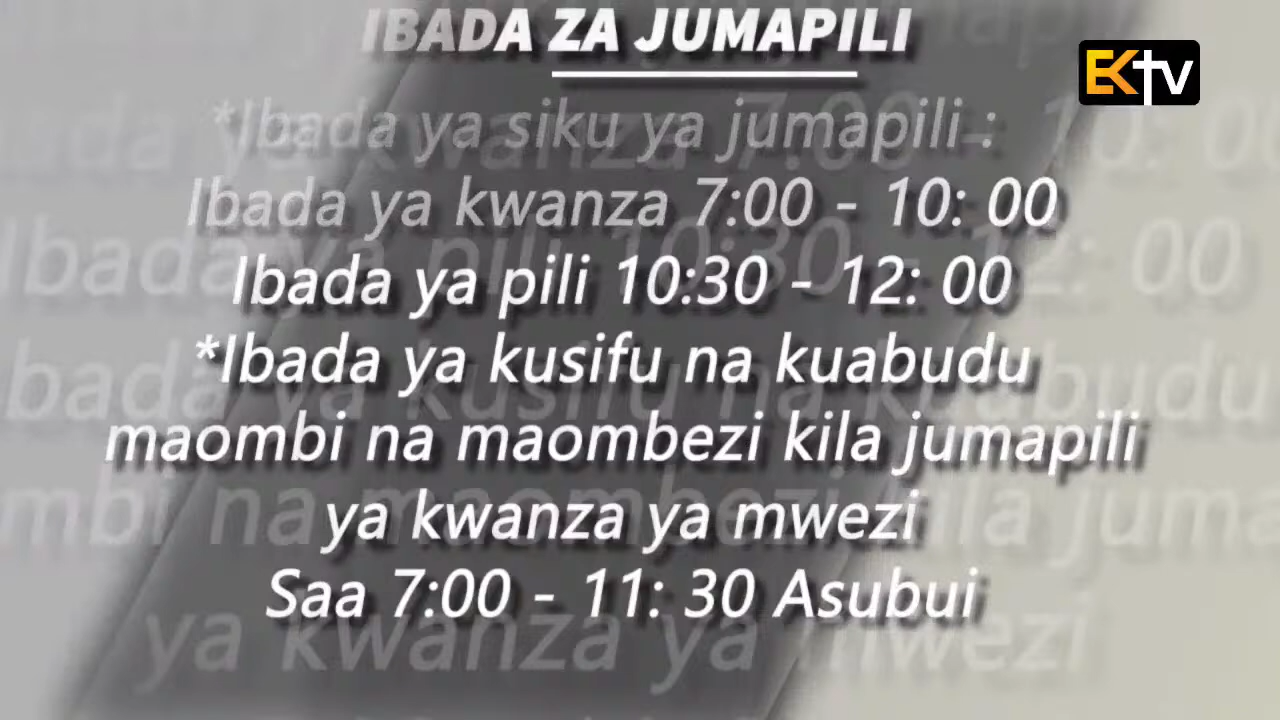 IBADA ZA JUMAPILI
EKTV
*Ibada ya siku ya jumapili :
Ibada ya kwanza 7:00 - 10: 00
Ibada ya pili 10:30 - 12: 00
*Ibada ya kusifu na kuabudu
maombi na maombezi kila jumapili
ya kwanza ya mwezi
Saa 7:00 - 11: 30 Asubui